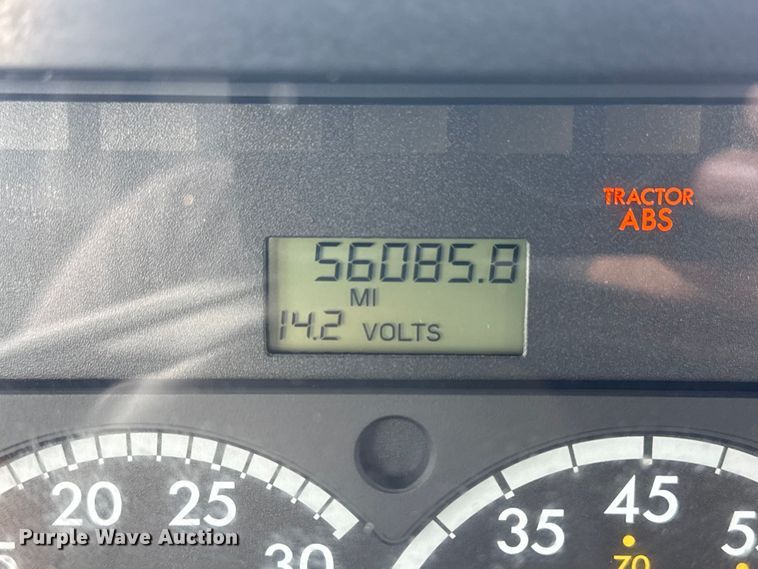 TRACTOR
ABS
56085.8
MI
14.2 VOLTS
20 25 30
35 45
70
Purple Wave Auction